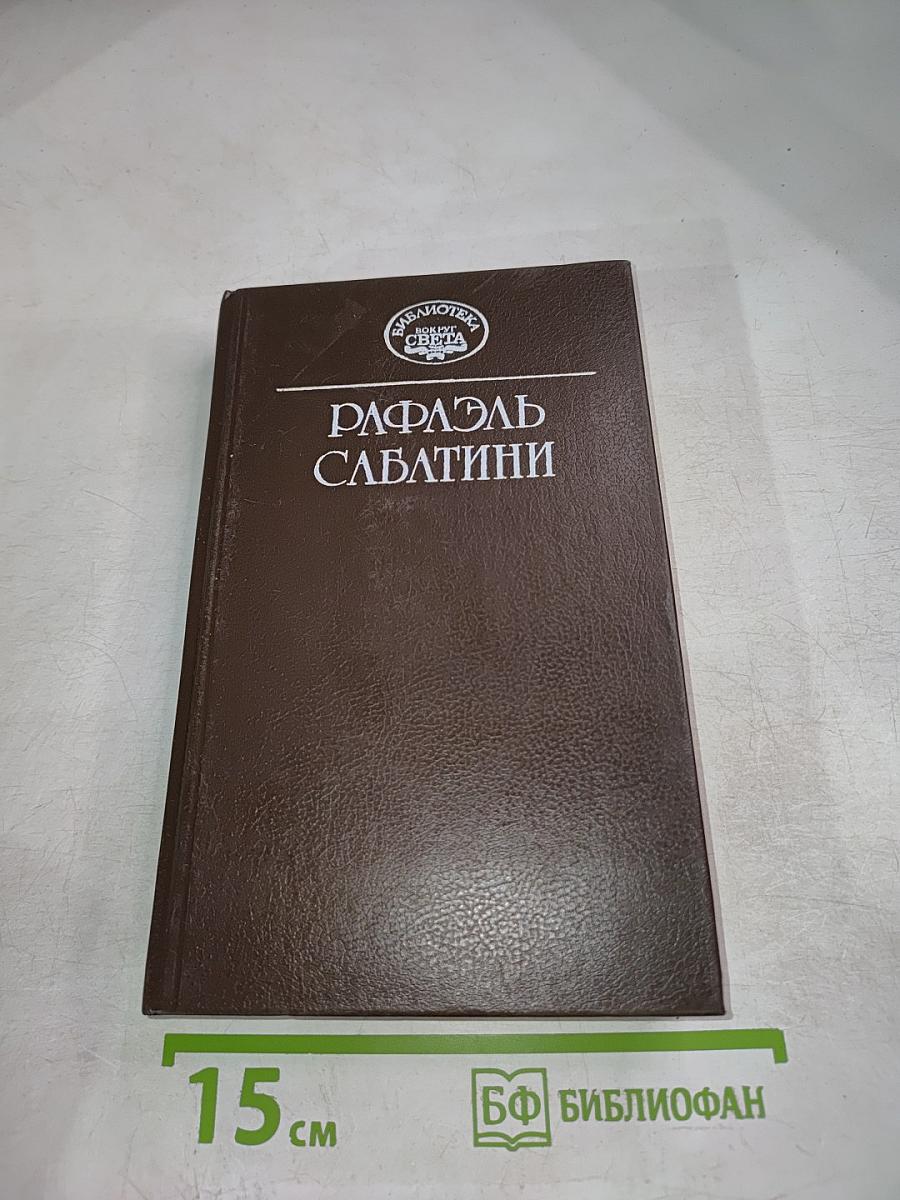 БИБЛИОТЕКА
ВОКРУГ
СВЕТА
РАФАЭЛЬ
САБАТИНИ
15 см
БФ БИБЛИОФАН